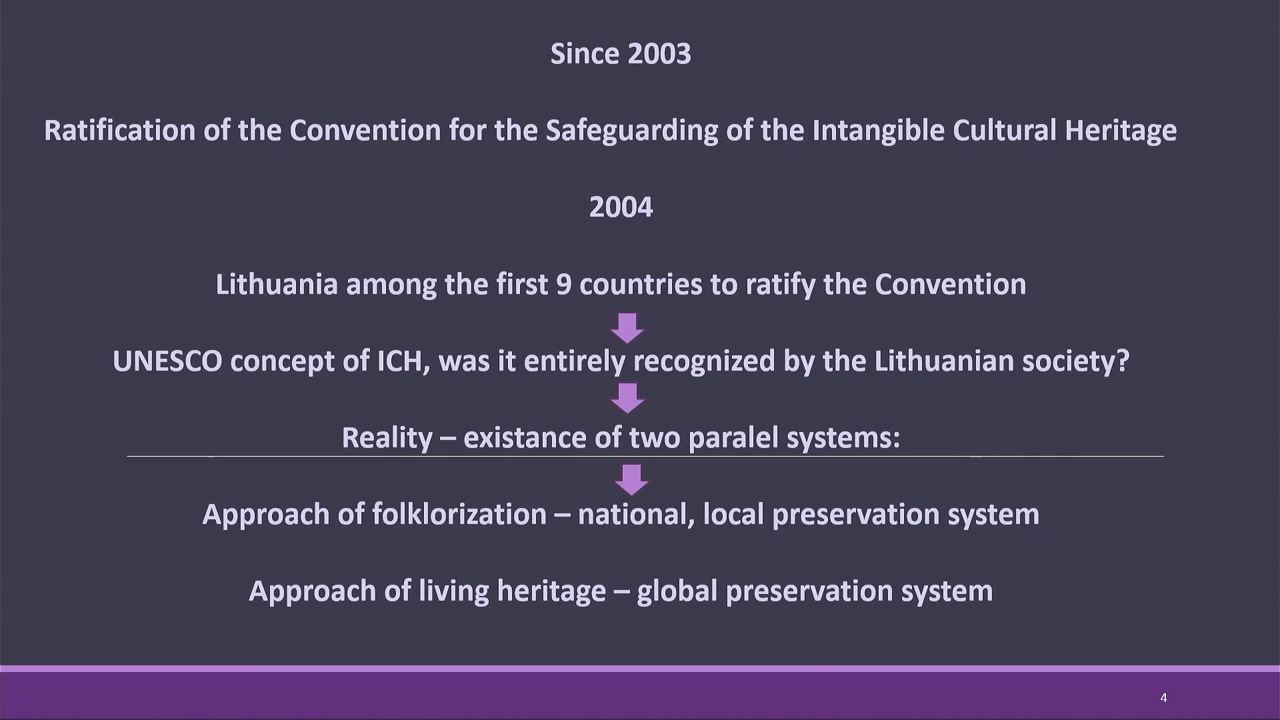 Since 2003
Ratification of the Convention for the Safeguarding of the Intangible Cultural Heritage
2004
Lithuania among the first 9 countries to ratify the Convention
UNESCO concept of ICH, was it entirely recognized by the Lithuanian society?
Reality – existance of two paralel systems:
Approach of folklorization – national, local preservation system
Approach of living heritage – global preservation system
4